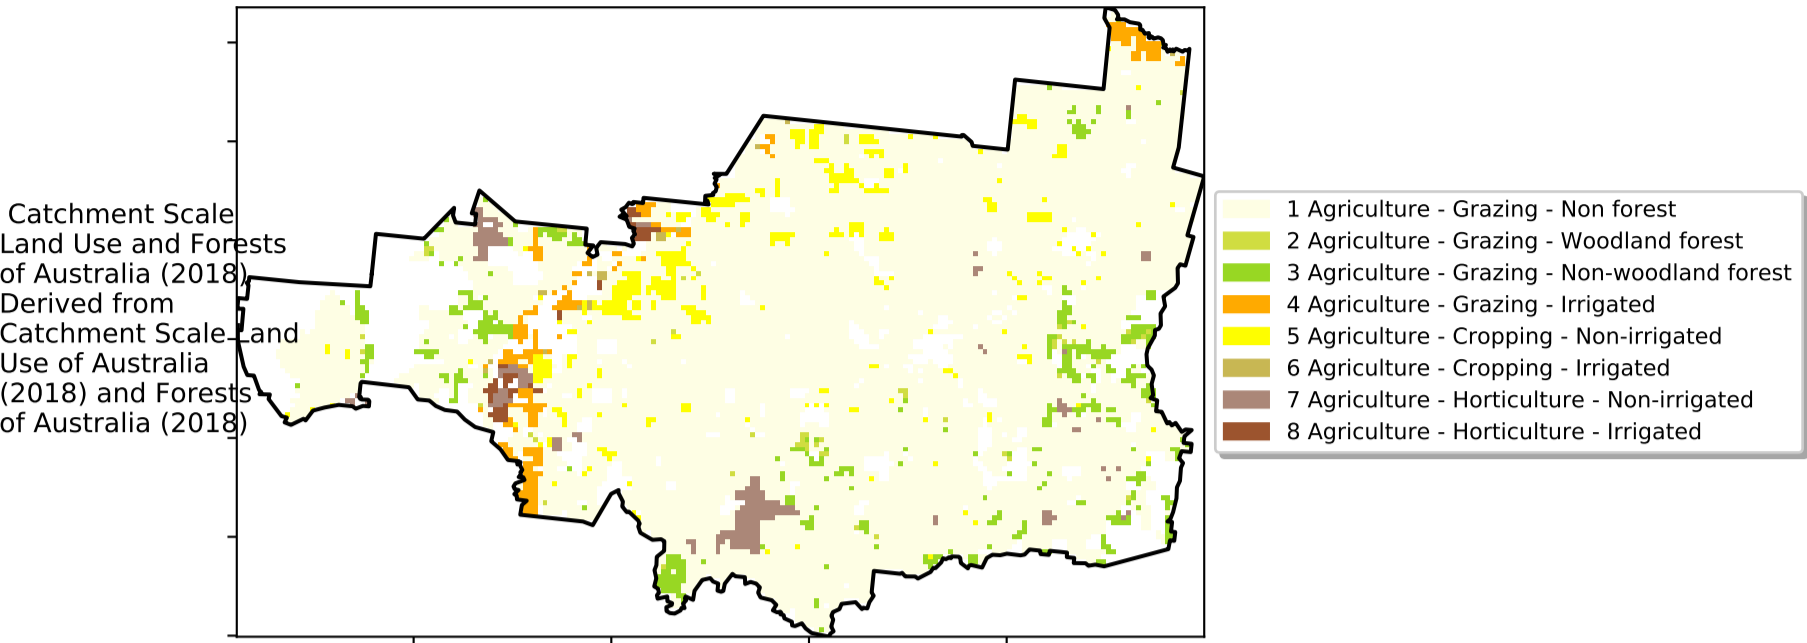 Catchment Scale
Land Use and Forests
of Australia (2018)
Derived from
Catchment Scale Land
Use of Australia
(2018) and Forests
of Australia (2018)
1 Agriculture - Grazing - Non forest
2 Agriculture - Grazing - Woodland forest
3 Agriculture - Grazing - Non-woodland forest
4 Agriculture - Grazing - Irrigated
5 Agriculture - Cropping - Non-irrigated
6 Agriculture - Cropping - Irrigated
7 Agriculture - Horticulture - Non-irrigated
8 Agriculture - Horticulture - Irrigated